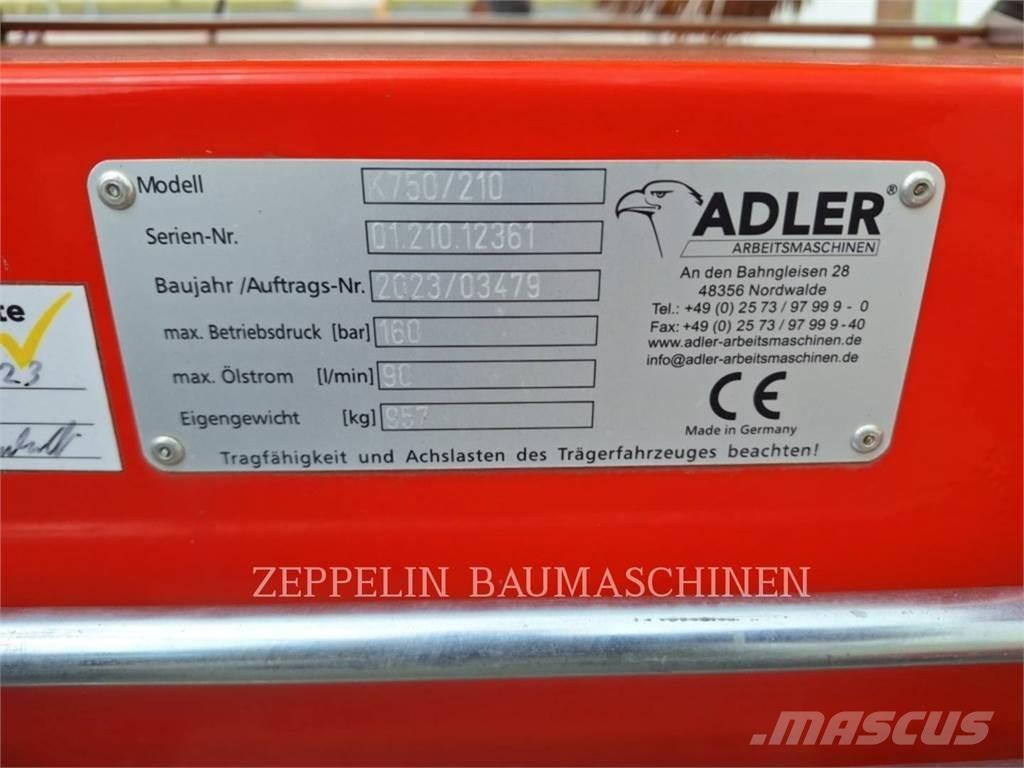 Modell K750/210
Serien-Nr. 01.210.12361
Baujahr /Auftrags-Nr. 2023/03479
max. Betriebsdruck [bar] 160
max. Ölstrom [l/min] 90
Eigengewicht [kg] 957
ADLER®
ARBEITSMASCHINEN
An den Bahngleisen 28
48356 Nordwalde
Tel.: +49 (0) 25 73 / 97 99 9 - 0
Fax: +49 (0) 25 73 / 97 99 9 -40
www.adler-arbeitsmaschinen.de
info@adler-arbeitsmaschinen.de
CE
Made in Germany
Tragfähigkeit und Achslasten des Trägerfahrzeuges beachten!
te
23
ZEPPELIN BAUMASCHINEN
MASCUS